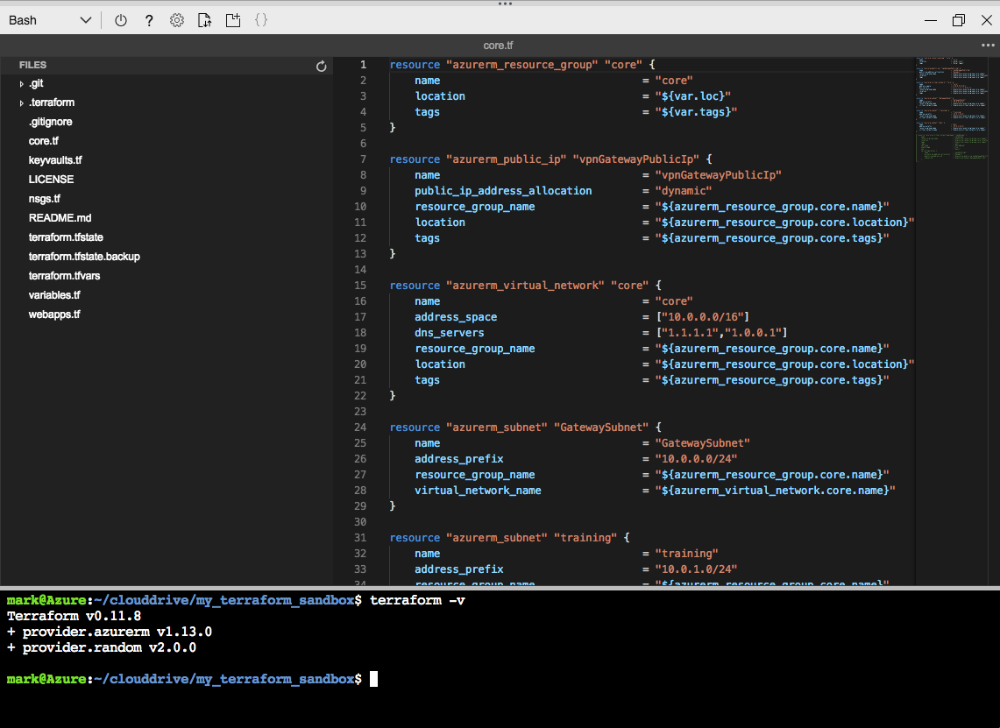 Bash
core.tf
FILES
.git
.terraform
.gitignore
core.tf
keyvaults.tf
LICENSE
nsgs.tf
README.md
terraform.tfstate
terraform.tfstate.backup
terraform.tfvars
variables.tf
webapps.tf
1 resource "azurerm_resource_group" "core" {
2 name = "core"
3 location = "${var.loc}"
4 tags = "${var.tags}"
5 }
6
7 resource "azurerm_public_ip" "vpnGatewayPublicIp" {
8 name = "vpnGatewayPublicIp"
9 public_ip_address_allocation = "dynamic"
10 resource_group_name = "${azurerm_resource_group.core.name}"
11 location = "${azurerm_resource_group.core.location}"
12 tags = "${azurerm_resource_group.core.tags}"
13 }
14
15 resource "azurerm_virtual_network" "core" {
16 name = "core"
17 address_space = ["10.0.0.0/16"]
18 dns_servers = ["1.1.1.1","1.0.0.1"]
19 resource_group_name = "${azurerm_resource_group.core.name}"
20 location = "${azurerm_resource_group.core.location}"
21 tags = "${azurerm_resource_group.core.tags}"
22 }
23
24 resource "azurerm_subnet" "GatewaySubnet" {
25 name = "GatewaySubnet"
26 address_prefix = "10.0.0.0/24"
27 resource_group_name = "${azurerm_resource_group.core.name}"
28 virtual_network_name = "${azurerm_virtual_network.core.name}"
29 }
30
31 resource "azurerm_subnet" "training" {
32 name = "training"
33 address_prefix = "10.0.1.0/24"
34 resource_group_name = "${azurerm_resource_group.core.name}"
mark@Azure:~/clouddrive/my_terraform_sandbox$ terraform -v
Terraform v0.11.8
+ provider.azurerm v1.13.0
+ provider.random v2.0.0
mark@Azure:~/clouddrive/my_terraform_sandbox$